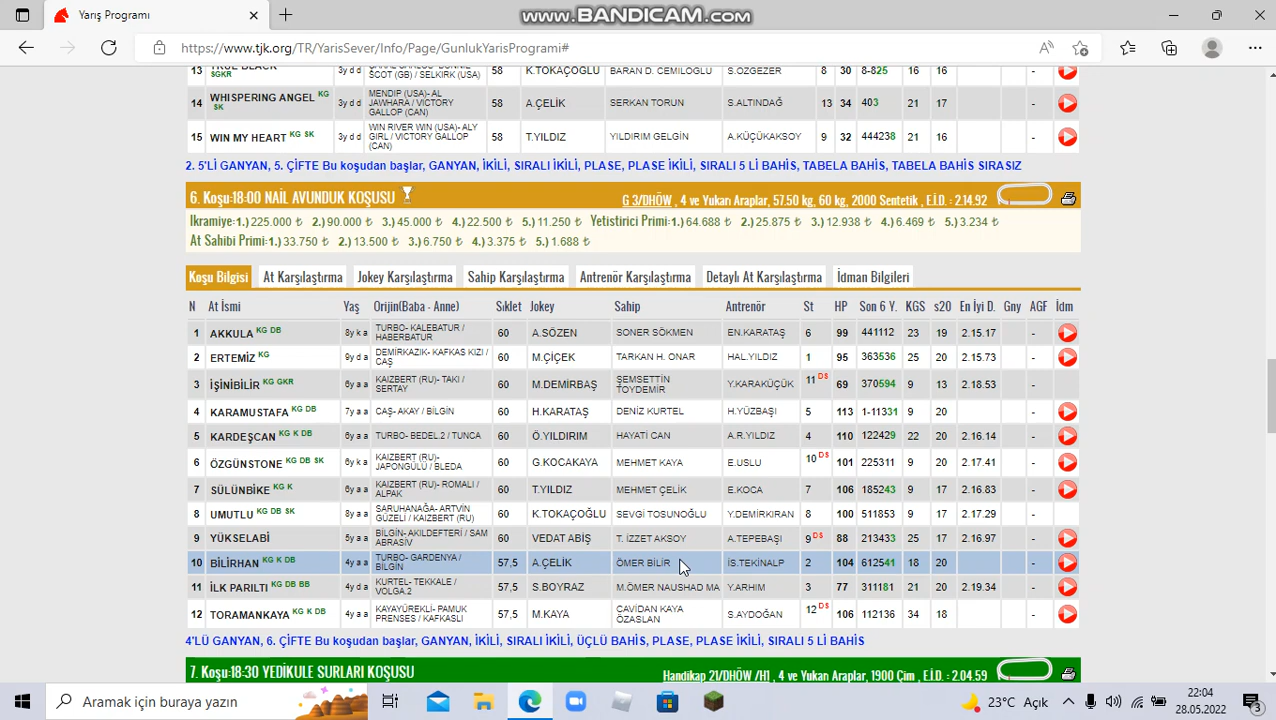 www.BANDICAM.com
Yarış Programı
https://www.tjk.org/TR/YarisSever/Info/Page/GunlukYarisProgrami#
13 SGKR 3y d d SCOT (GB) / SELKIRK (USA) 58 K.TOKAÇOĞLU BARAN D. CEMİLOĞLU S.ÖZGEZER 8 30 8-825 16 16 -
14 WHISPERING ANGEL KG SK 3y d d MENDIP (USA)- AL JAWHARA / VICTORY GALLOP (CAN) 58 A.ÇELİK SERKAN TORUN S.ALTINDAĞ 13 34 403 21 17 -
15 WIN MY HEART KG SK 3y d d WIN RIVER WIN (USA)- ALY GIRL / VICTORY GALLOP (CAN) 58 T.YILDIZ YILDIRIM GELGİN A.KÜÇÜKAKSOY 9 32 444238 21 16 -
2. 5'Lİ GANYAN, 5. ÇİFTE Bu koşudan başlar, GANYAN, İKİLİ, SIRALI İKİLİ, PLASE, PLASE İKİLİ, SIRALI 5 Lİ BAHİS, TABELA BAHİS, TABELA BAHİS SIRASIZ
6. Koşu:18:00 NAİL AVUNDUK KOŞUSU G 3/DHÖW , 4 ve Yukarı Araplar, 57.50 kg, 60 kg, 2000 Sentetik , E.İ.D. : 2.14.92
İkramiye:1.) 225.000 ₺ 2.) 90.000 ₺ 3.) 45.000 ₺ 4.) 22.500 ₺ 5.) 11.250 ₺ Yetistirici Primi:1.) 64.688 ₺ 2.) 25.875 ₺ 3.) 12.938 ₺ 4.) 6.469 ₺ 5.) 3.234 ₺
At Sahibi Primi:1.) 33.750 ₺ 2.) 13.500 ₺ 3.) 6.750 ₺ 4.) 3.375 ₺ 5.) 1.688 ₺
Koşu Bilgisi At Karşılaştırma Jokey Karşılaştırma Sahip Karşılaştırma Antrenör Karşılaştırma Detaylı At Karşılaştırma İdman Bilgileri
N At İsmi Yaş Orijin(Baba - Anne) Sıklet Jokey Sahip Antrenör St HP Son 6 Y. KGS s20 En İyi D. Gny AGF İdm
1 AKKULA KG DB 8y k a TURBO- KALEBATUR / HABERBATUR 60 A.SÖZEN SONER SÖKMEN EN.KARATAŞ 6 99 441112 23 19 2.15.17 -
2 ERTEMİZ KG 9y d a DEMİRKAZIK- KAFKAS KIZI / CAŞ 60 M.ÇİÇEK TARKAN H. ONAR HAL.YILDIZ 1 95 363536 25 20 2.15.73 -
3 İŞİNİBİLİR KG GKR 6y a a KAIZBERT (RU)- TAKI / SERTAY 60 M.DEMİRBAŞ ŞEMSETTİN TOYDEMİR Y.KARAKÜÇÜK 11 DS 69 370594 9 13 2.18.53 -
4 KARAMUSTAFA KG DB 7y a a CAŞ- AKAY / BİLGİN 60 H.KARATAŞ DENİZ KURTEL H.YÜZBAŞI 5 113 1-11331 9 20 -
5 KARDEŞCAN KG K DB 6y a a TURBO- BEDEL.2 / TUNCA 60 Ö.YILDIRIM HAYATİ CAN A.R.YILDIZ 4 110 122429 22 20 2.16.14 -
6 ÖZGÜNSTONE KG DB SK 6y k a KAIZBERT (RU)- JAPONGÜLÜ / BLEDA 60 G.KOCAKAYA MEHMET KAYA E.USLU 10 DS 101 225311 9 20 2.17.41 -
7 SÜLÜNBİKE KG K 6y a a KAIZBERT (RU)- ROMALI / ALPAK 60 T.YILDIZ MEHMET ÇELİK E.KOCA 7 106 185243 9 17 2.16.83 -
8 UMUTLU KG DB SK 6y a a SARUHANAĞA- ARTVİN GÜZELİ / KAIZBERT (RU) 60 K.TOKAÇOĞLU SEVGİ TOSUNOĞLU Y.DEMİRKIRAN 8 100 511853 9 17 2.17.29 -
9 YÜKSELABİ 5y a a BİLGİN- AKILDEFTERİ / SAM ABRASIV 60 VEDAT ABİŞ T. İZZET AKSOY A.TEPEBAŞI 9 DS 88 213433 25 17 2.16.97 -
10 BİLİRHAN KG K DB 4y a a TURBO- GARDENYA / BİLGİN 57,5 A.ÇELİK ÖMER BİLİR İS.TEKİNALP 2 104 612541 18 20 -
11 İLK PARILTI KG DB BB 4y d a KURTEL- TEKKALE / VOLGA.2 57,5 S.BOYRAZ M.ÖMER NAUSHAD MA Y.ARHIM 3 77 311181 21 20 2.19.34 -
12 TORAMANKAYA KG K DB 4y d a KAYAYÜREKLİ- PAMUK PRENSES / KAFKASLI 57,5 M.KAYA CAVİDAN KAYA ÖZASLAN S.AYDOĞAN 12 DS 106 112136 34 18 -
4'LÜ GANYAN, 6. ÇİFTE Bu koşudan başlar, GANYAN, İKİLİ, SIRALI İKİLİ, ÜÇLÜ BAHİS, PLASE, PLASE İKİLİ, SIRALI 5 Lİ BAHİS
7. Koşu:18:30 YEDİKULE SURLARI KOŞUSU Handikap 21/DHÖW /H1 , 4 ve Yukarı Araplar, 1900 Çim , E.İ.D. : 2.04.59
Aramak için buraya yazın 23°C Açık 22:04
28.05.2022